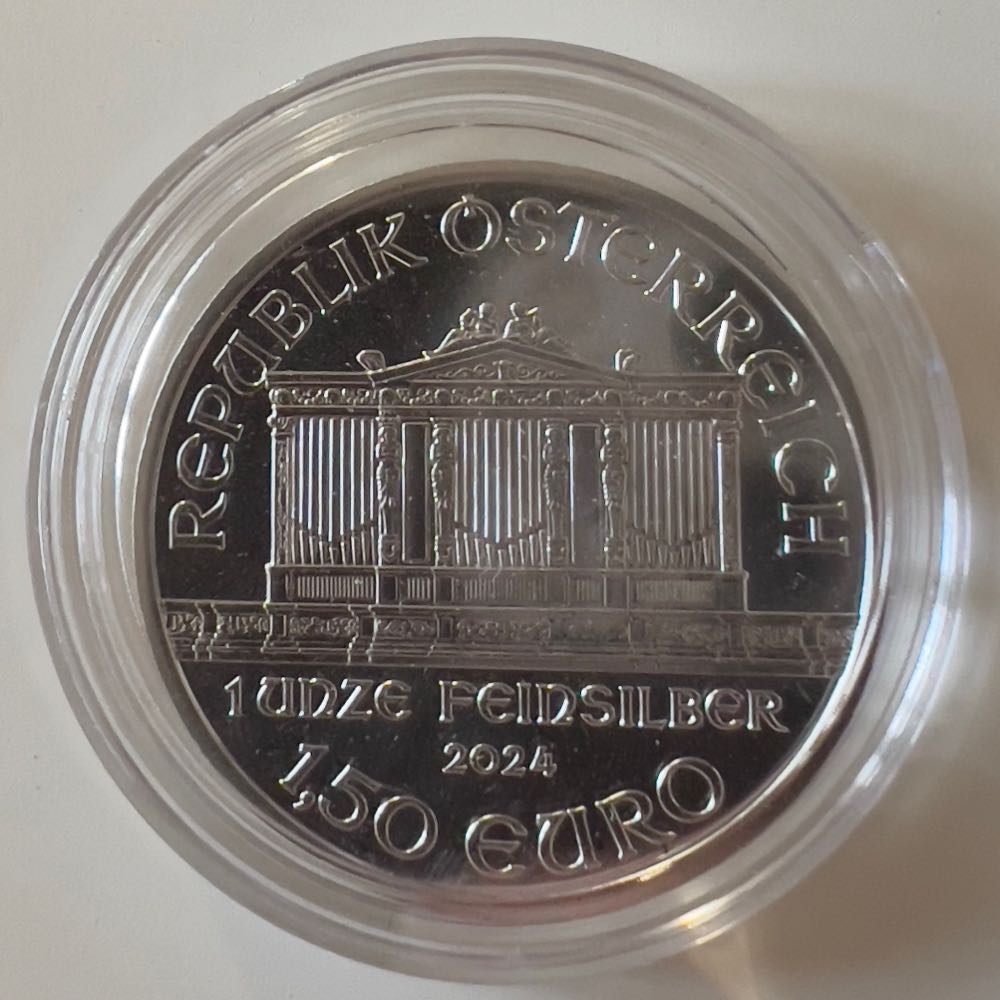 REPUBLIK ÖSTERREICH
1 UNZE FEINSILBER
2024
1,50 EURO